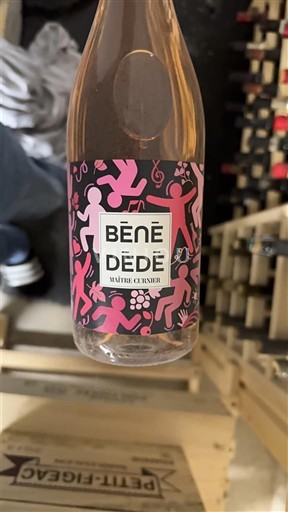 BĒNĒ
DĒDĒ
MAÎTRE CURNIER
PETIT-FIGEAC